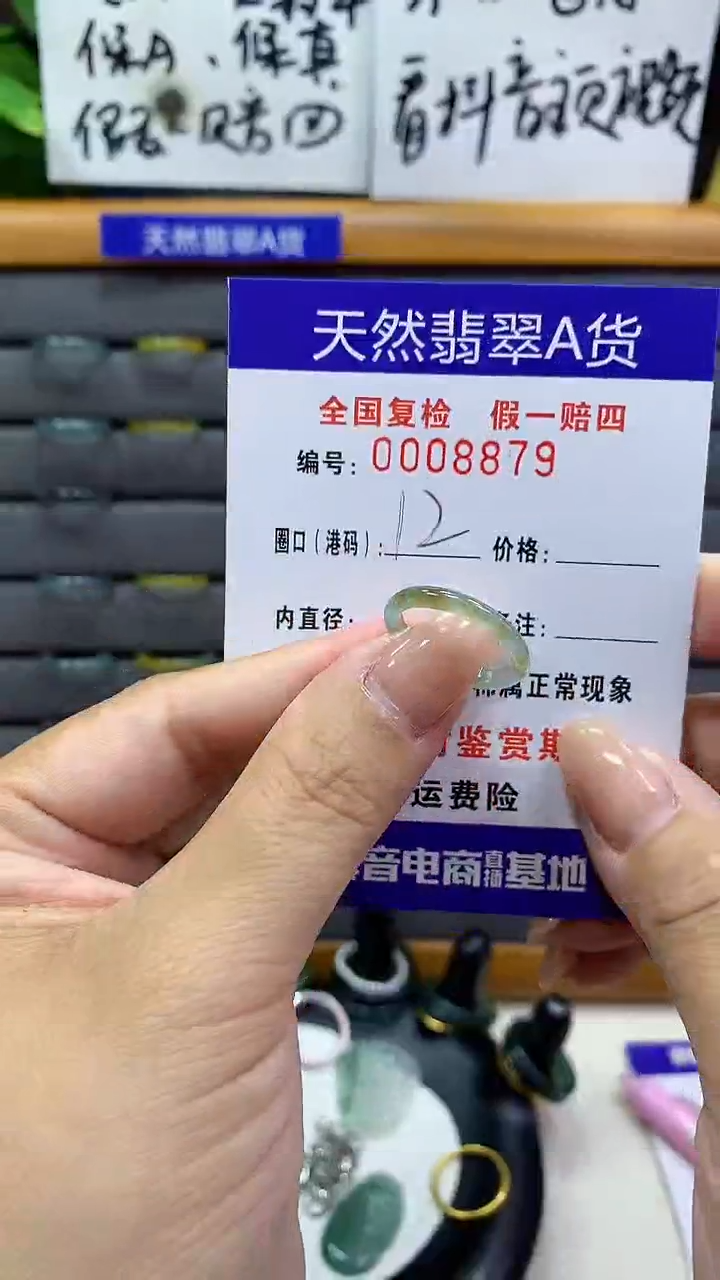 保A、保真
假一赔四
看抖音短视频
天然翡翠A货
天然翡翠A货
全国复检 假一赔四
编号：0008879
圈口（港码）：12 价格：
内直径： 注：
属正常现象
鉴赏期
运费险
音电商直播基地